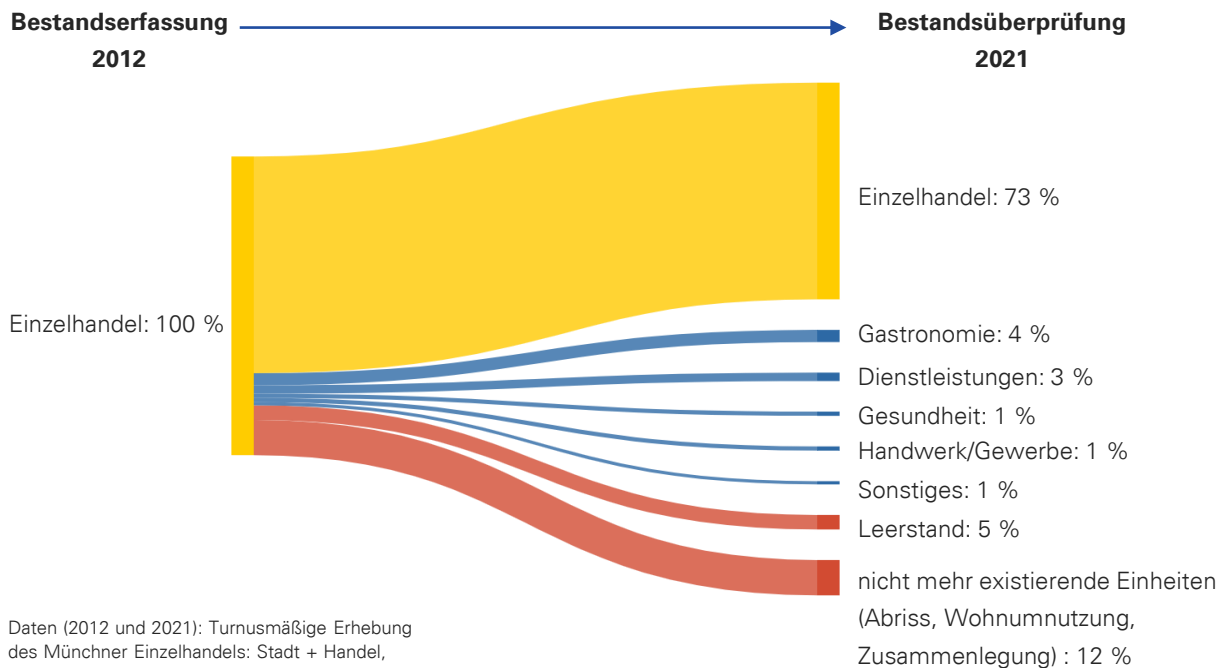 Bestandserfassung
2012
Bestandsüberprüfung
2021
Einzelhandel: 100 %
Einzelhandel: 73 %
Gastronomie: 4 %
Dienstleistungen: 3 %
Gesundheit: 1 %
Handwerk/Gewerbe: 1 %
Sonstiges: 1 %
Leerstand: 5 %
nicht mehr existierende Einheiten
(Abriss, Wohnumnutzung,
Zusammenlegung) : 12 %
Daten (2012 und 2021): Turnusmäßige Erhebung
des Münchner Einzelhandels: Stadt + Handel,